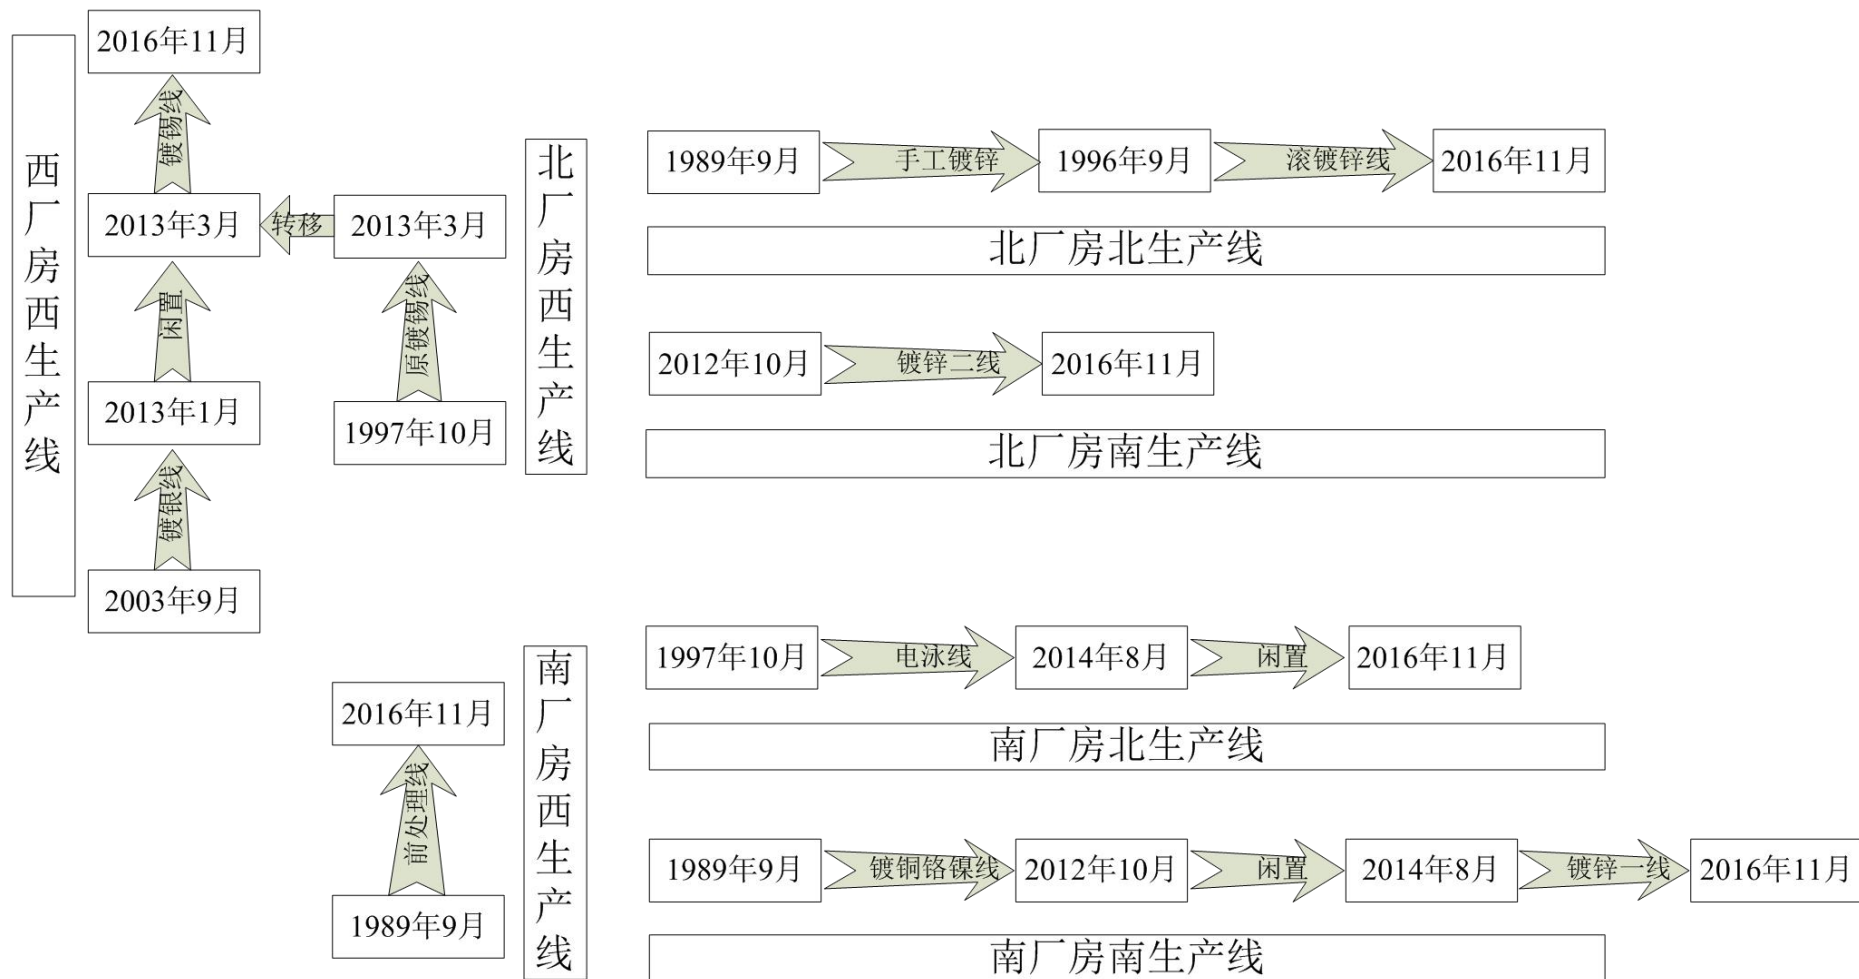 西厂房西生产线
2016年11月
镀锡线
2013年3月
闲置
2013年1月
镀银线
2003年9月
转移
2013年3月
原镀锡线
1997年10月
北厂房西生产线
1989年9月
手工镀锌
1996年9月
滚镀锌线
2016年11月
北厂房北生产线
2012年10月
镀锌二线
2016年11月
北厂房南生产线
2016年11月
前处理线
1989年9月
南厂房西生产线
1997年10月
电泳线
2014年8月
闲置
2016年11月
南厂房北生产线
1989年9月
镀铜铬镍线
2012年10月
闲置
2014年8月
镀锌一线
2016年11月
南厂房南生产线